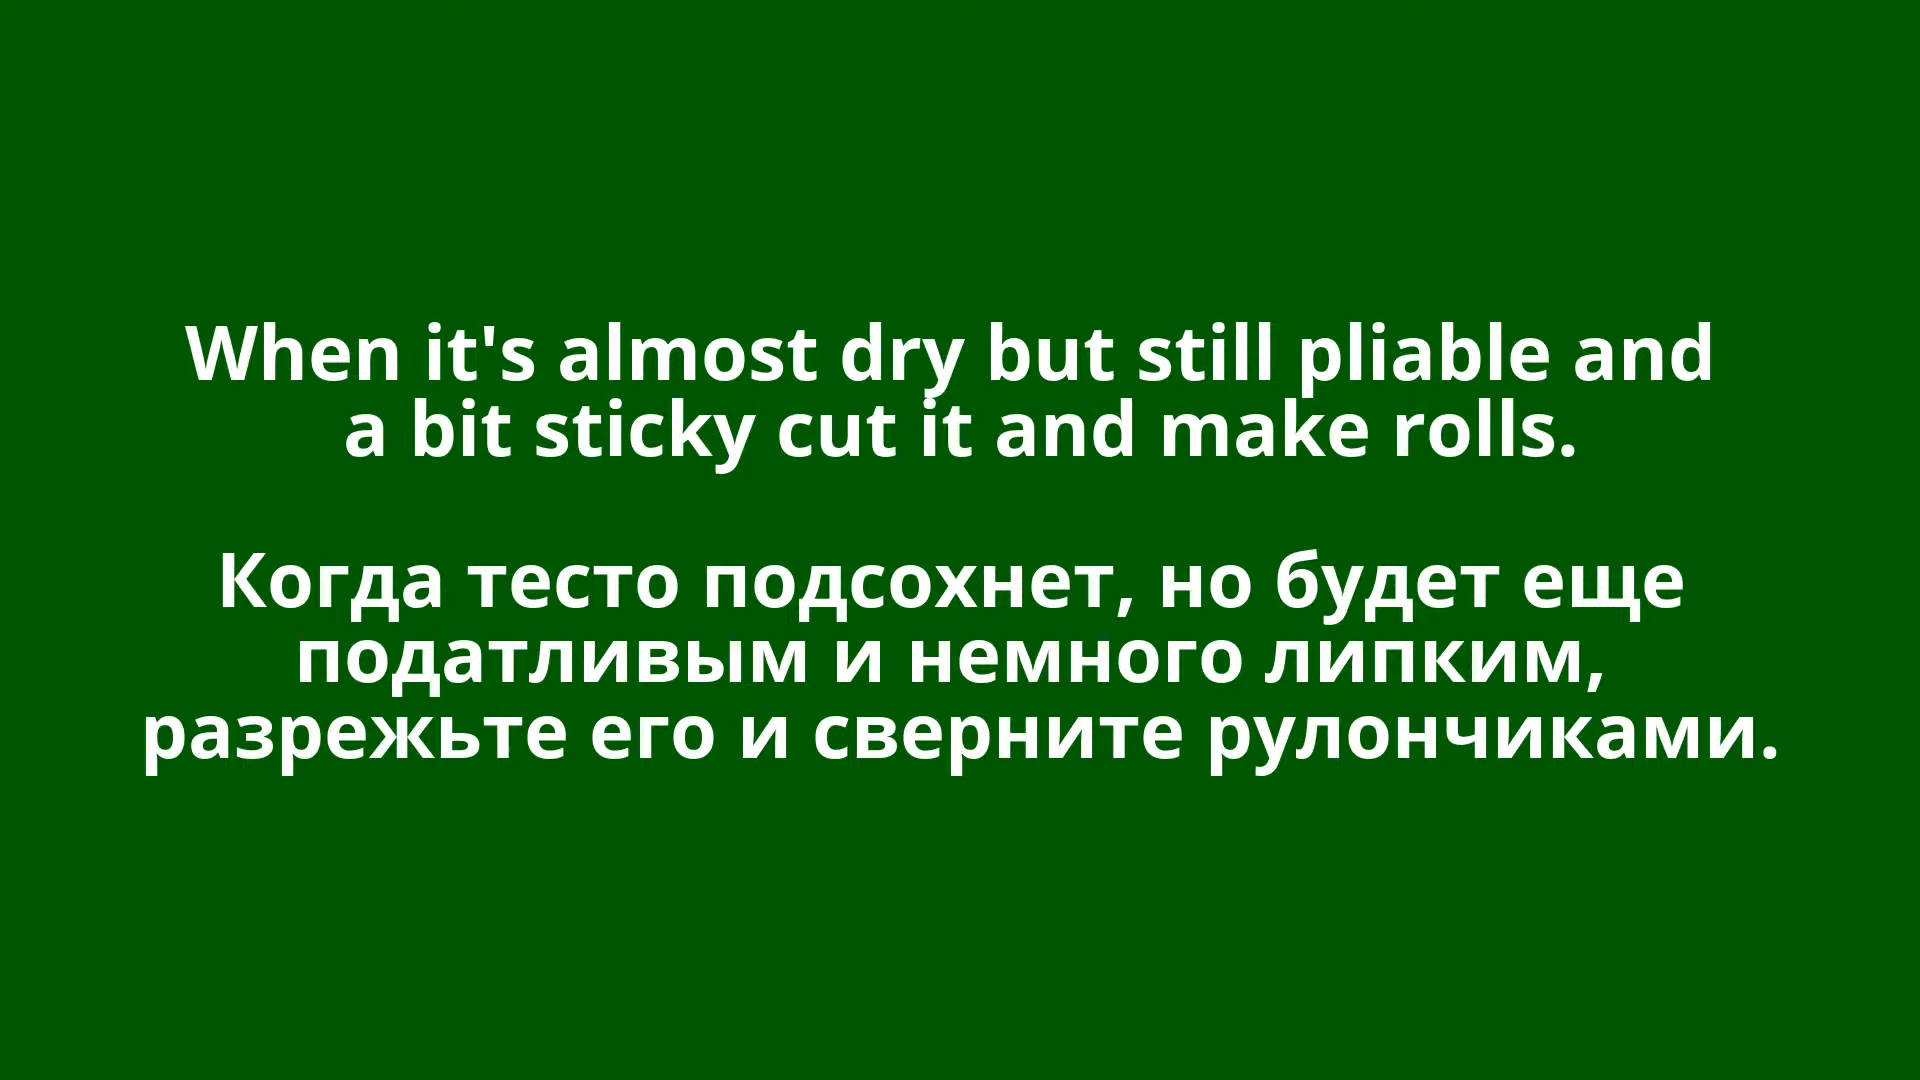 When it's almost dry but still pliable and
a bit sticky cut it and make rolls.
Когда тесто подсохнет, но будет еще
податливым и немного липким,
разрежьте его и сверните рулончиками.